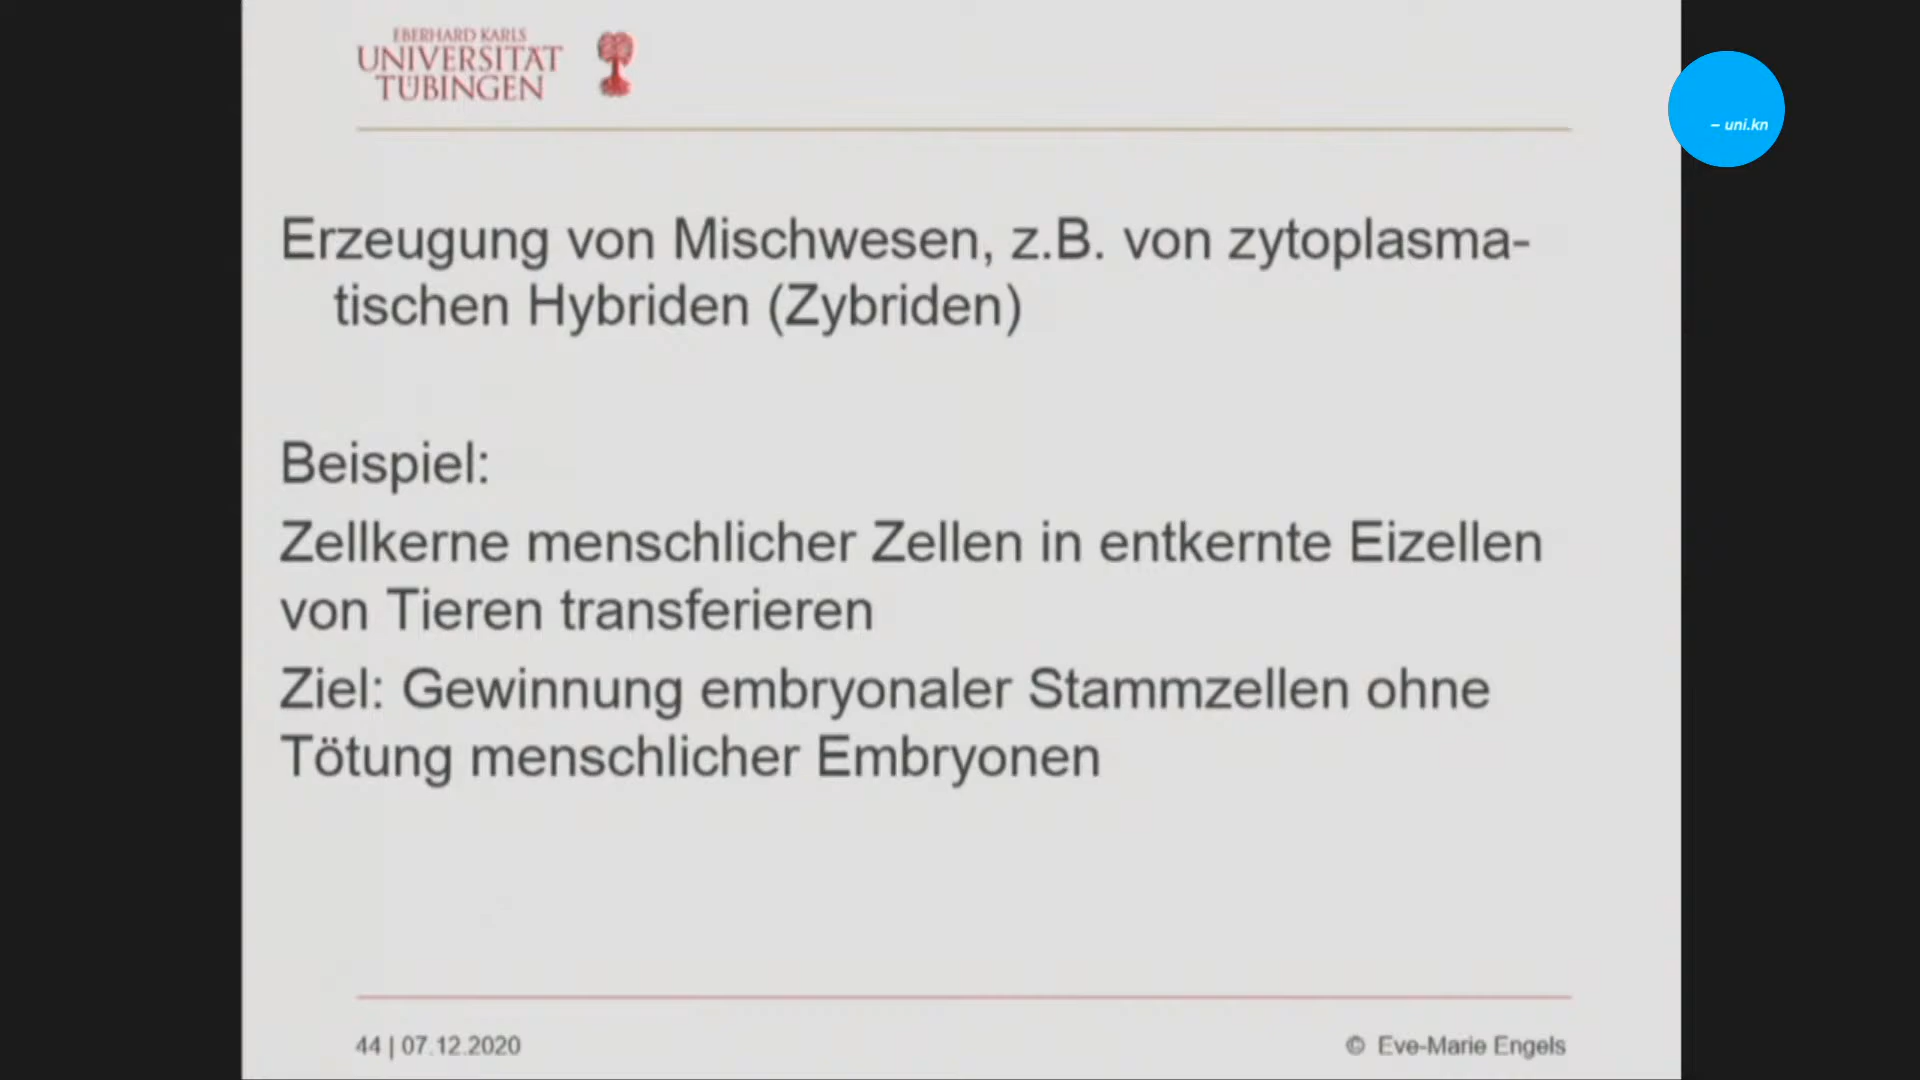 EBERHARD KARLS
UNIVERSITÄT
TÜBINGEN
– uni.kn
Erzeugung von Mischwesen, z.B. von zytoplasma-
tischen Hybriden (Zybriden)
Beispiel:
Zellkerne menschlicher Zellen in entkernte Eizellen
von Tieren transferieren
Ziel: Gewinnung embryonaler Stammzellen ohne
Tötung menschlicher Embryonen
44 | 07.12.2020
© Eve-Marie Engels